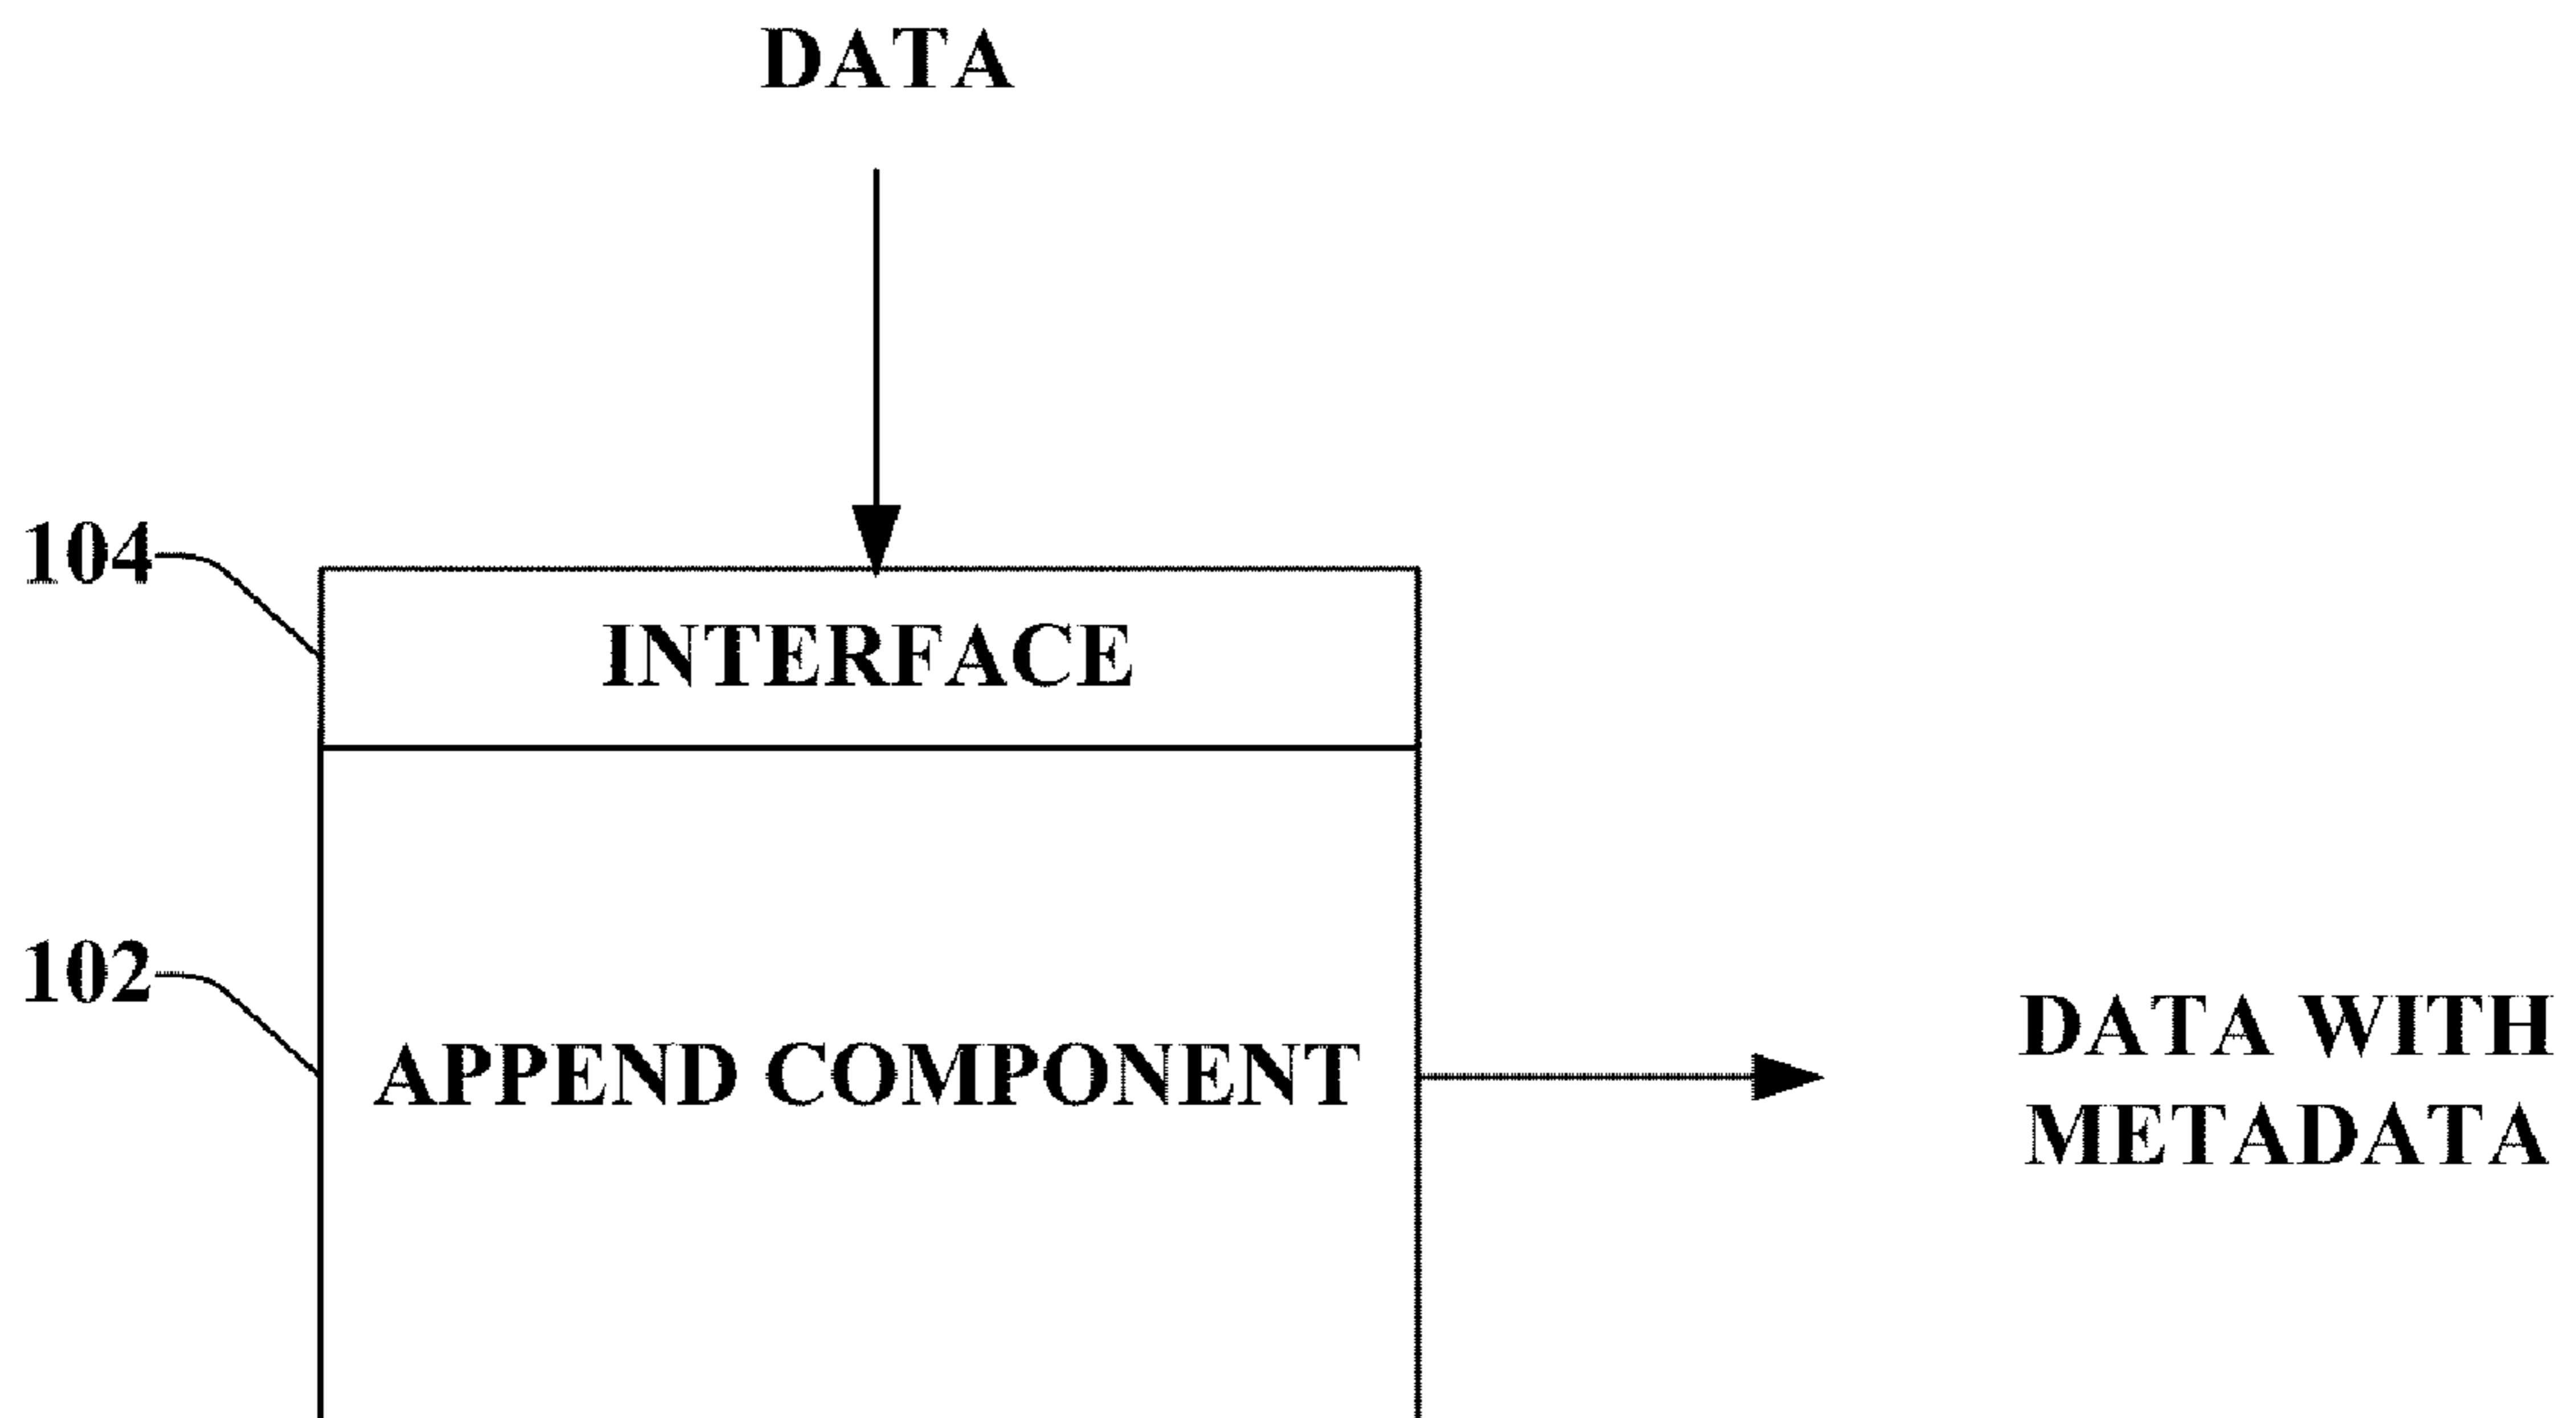 DATA
104
INTERFACE
102
APPEND COMPONENT
DATA WITH
METADATA